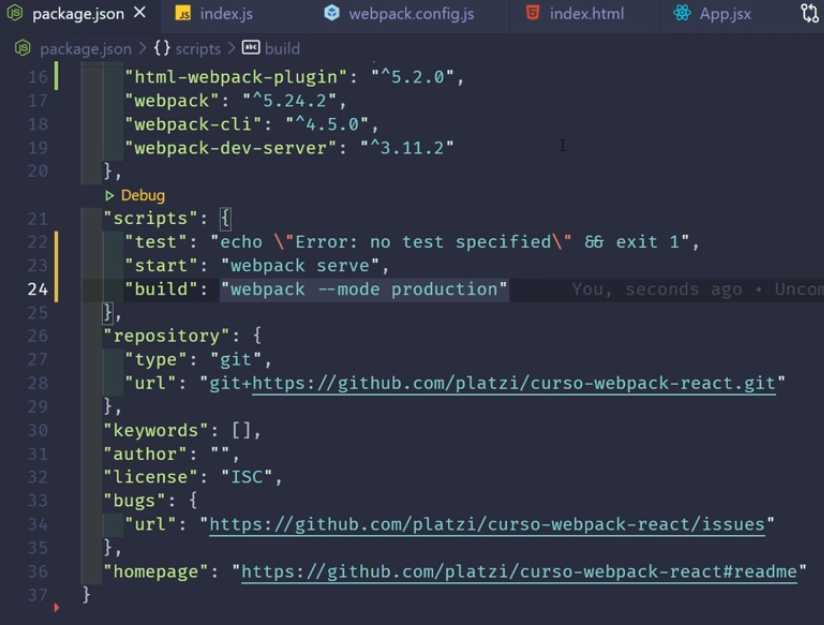 package.json
index.js
webpack.config.js
index.html
App.jsx
package.json > {} scripts > build
16 "html-webpack-plugin": "^5.2.0",
17 "webpack": "^5.24.2",
18 "webpack-cli": "^4.5.0",
19 "webpack-dev-server": "^3.11.2"
20 },
Debug
21 "scripts": {
22 "test": "echo \"Error: no test specified\" && exit 1",
23 "start": "webpack serve",
24 "build": "webpack --mode production" You, seconds ago • Uncom
25 },
26 "repository": {
27 "type": "git",
28 "url": "git+https://github.com/platzi/curso-webpack-react.git"
29 },
30 "keywords": [],
31 "author": "",
32 "license": "ISC",
33 "bugs": {
34 "url": "https://github.com/platzi/curso-webpack-react/issues"
35 },
36 "homepage": "https://github.com/platzi/curso-webpack-react#readme"
37 }